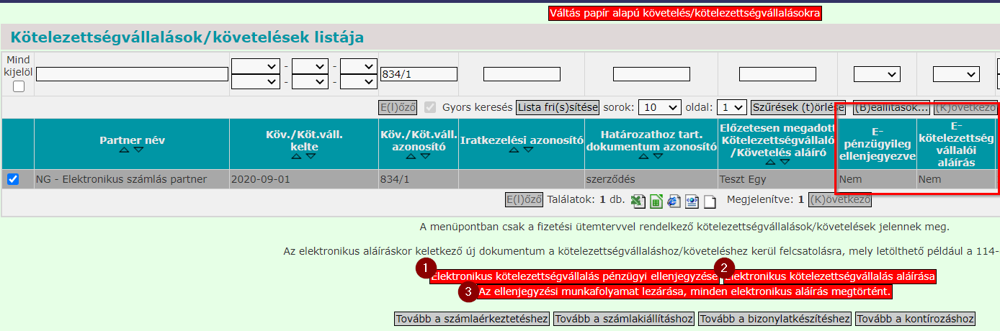 Váltás papír alapú követelés/kötelezettségvállalásokra
Kötelezettségvállalások/követelések listája
Mind kijelöl
- -
- -
834/1
E(l)őző Gyors keresés Lista fri(s)sítése sorok: 10 oldal: 1 Szűrések (t)örlése (B)eállítások... (K)övetkező
Partner név
Köv./Köt.váll. kelte
Köv./Köt.váll. azonosító
Iratkezelési azonosító
Határozathoz tart. dokumentum azonosító
Előzetesen megadott Kötelezettségvállaló /Követelés aláíró
E-pénzügyileg ellenjegyezve
E-kötelezettség vállalói aláírás
NG - Elektronikus számlás partner 2020-09-01 834/1 szerződés Teszt Egy Nem Nem
E(l)őző Találatok: 1 db. Megjelenítve: 1 (K)övetkező
A menüpontban csak a fizetési ütemtervvel rendelkező kötelezettségvállalások/követelések jelennek meg.
Az elektronikus aláíráskor keletkező új dokumentum a kötelezettségvállaláshoz/követeléshez kerül felcsatolásra, mely letölthető például a 114-
1 Elektronikus kötelezettségvállalás pénzügyi ellenjegyzése 2 Elektronikus kötelezettségvállalás aláírása
3 Az ellenjegyzési munkafolyamat lezárása, minden elektronikus aláírás megtörtént.
Tovább a számlaérkeztetéshez Tovább a számlakiállításhoz Tovább a bizonylatkészítéshez Tovább a kontírozáshoz